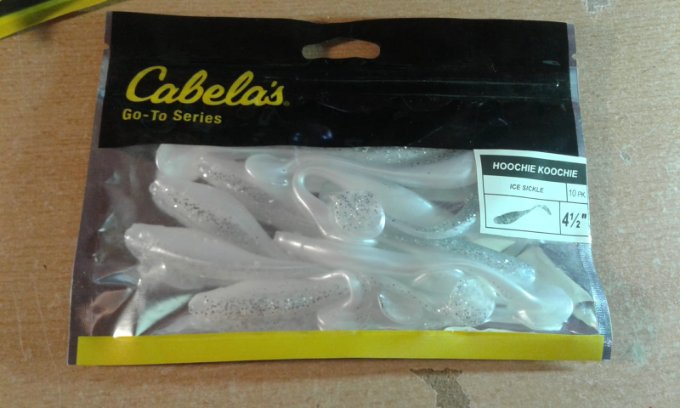 Cabela's
Go-To Series
HOOCHIE KOOCHIE
ICE SICKLE
10 PK
4½"